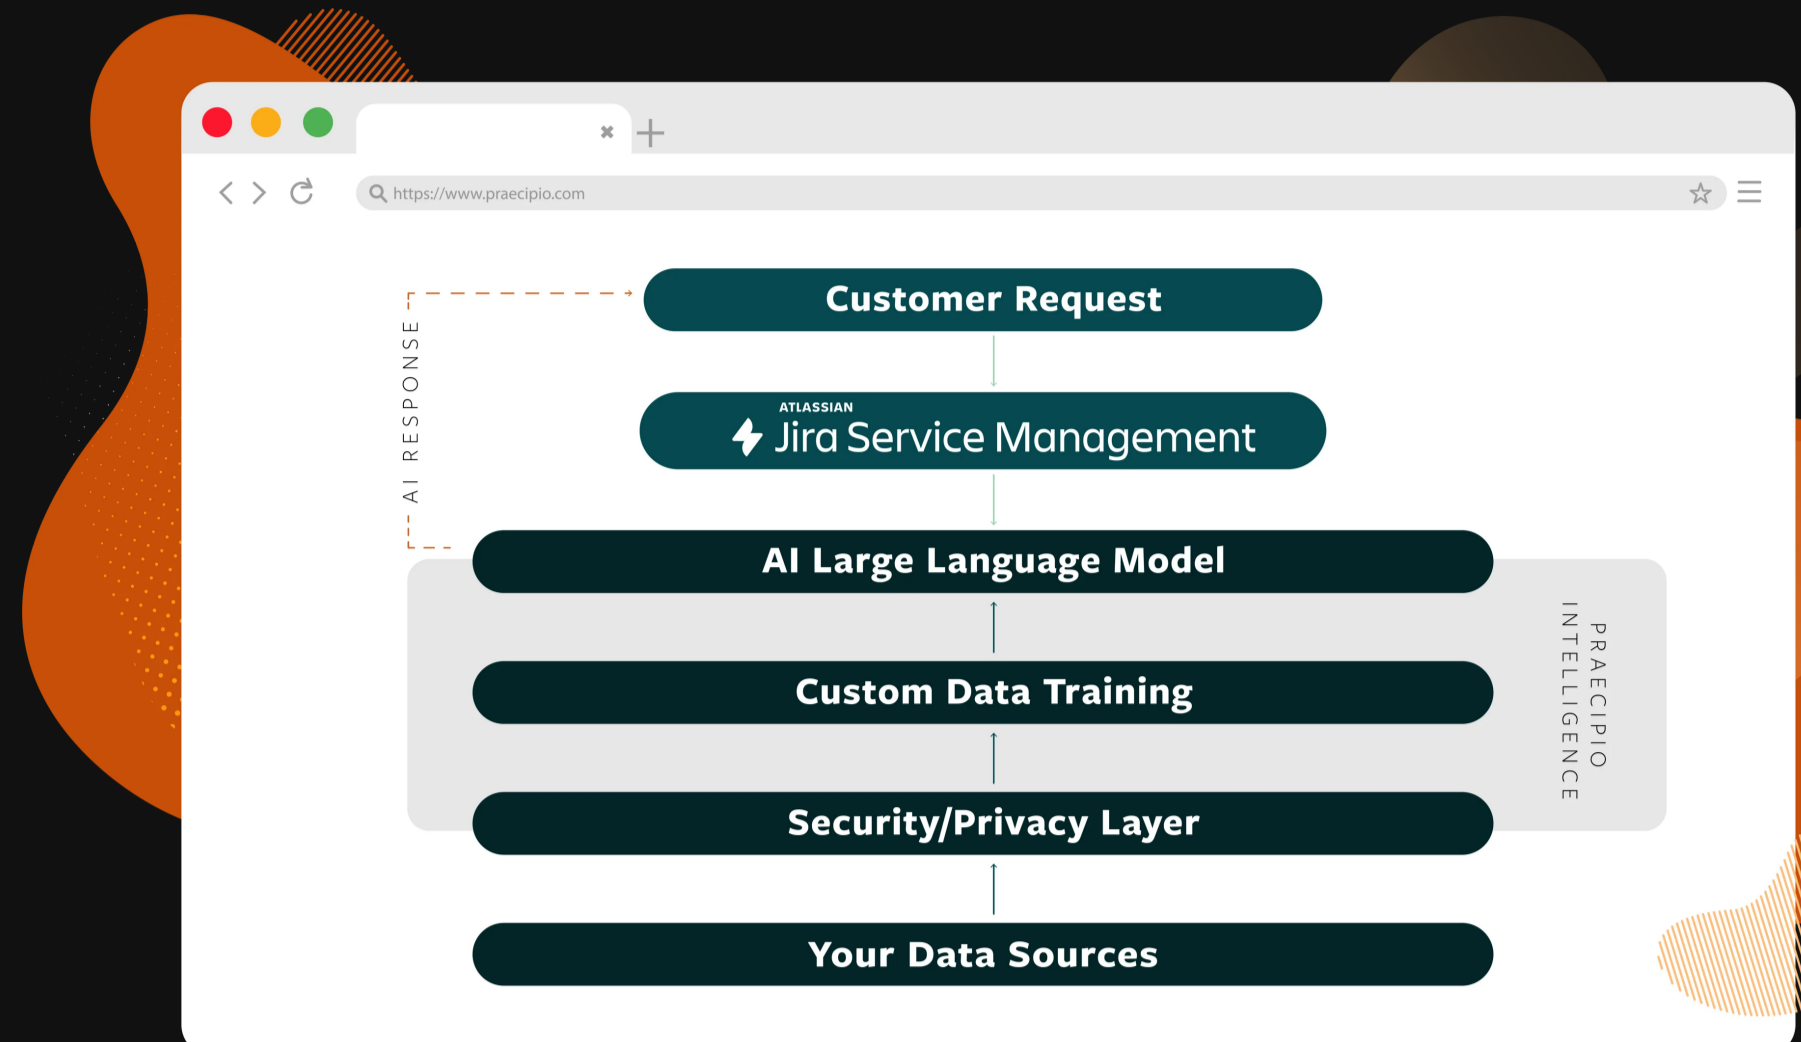 https://www.praecipio.com
Customer Request
AI RESPONSE
ATLASSIAN
Jira Service Management
AI Large Language Model
PRAECIPIO
INTELLIGENCE
Custom Data Training
Security/Privacy Layer
Your Data Sources